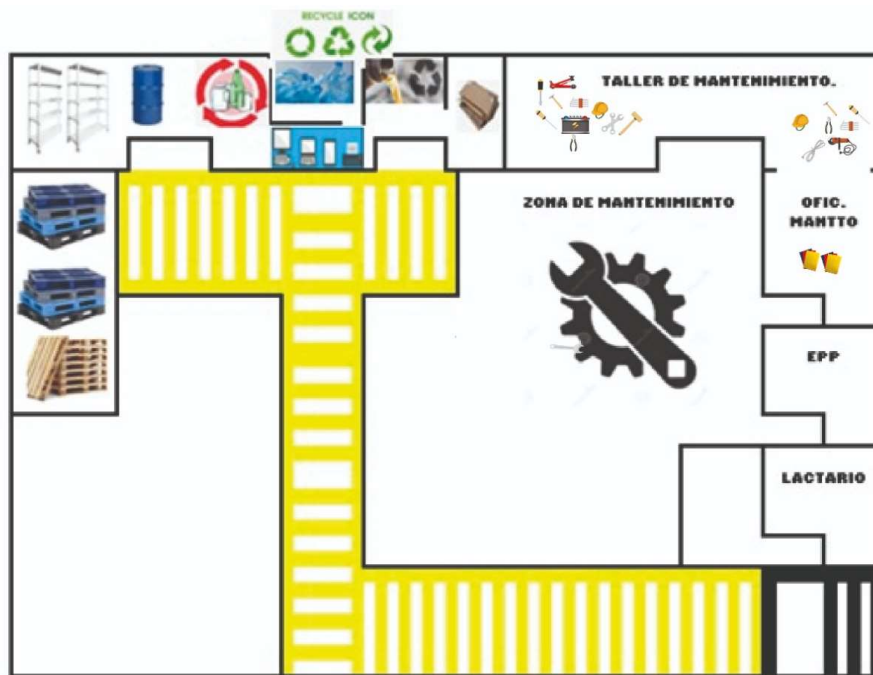 RECYCLE ICON
TALLER DE MANTENIMIENTO.
ZONA DE MANTENIMIENTO
OFIC.
MANTTO
EPP
LACTARIO